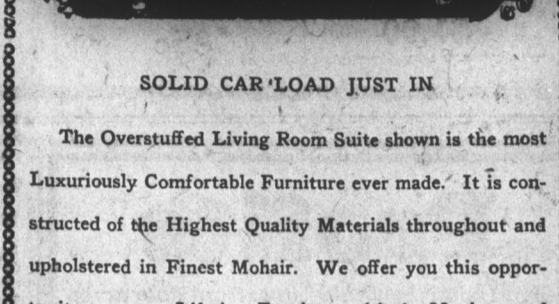 SOLID CAR LOAD JUST IN
The Overstuffed Living Room Suite shown is the most
Luxuriously Comfortable Furniture ever made. It is con-
structed of the Highest Quality Materials throughout and
upholstered in Finest Mohair. We offer you this oppor-